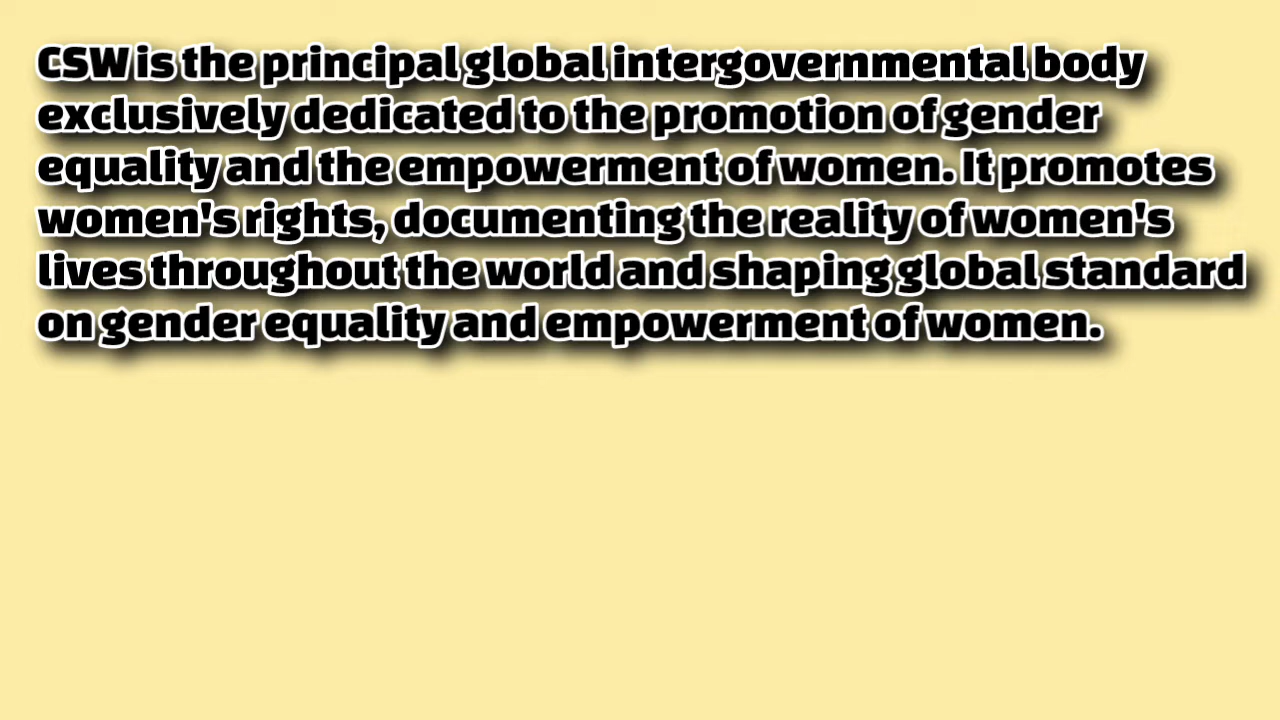 CSW is the principal global intergovernmental body
exclusively dedicated to the promotion of gender
equality and the empowerment of women. It promotes
women's rights, documenting the reality of women's
lives throughout the world and shaping global standard
on gender equality and empowerment of women.